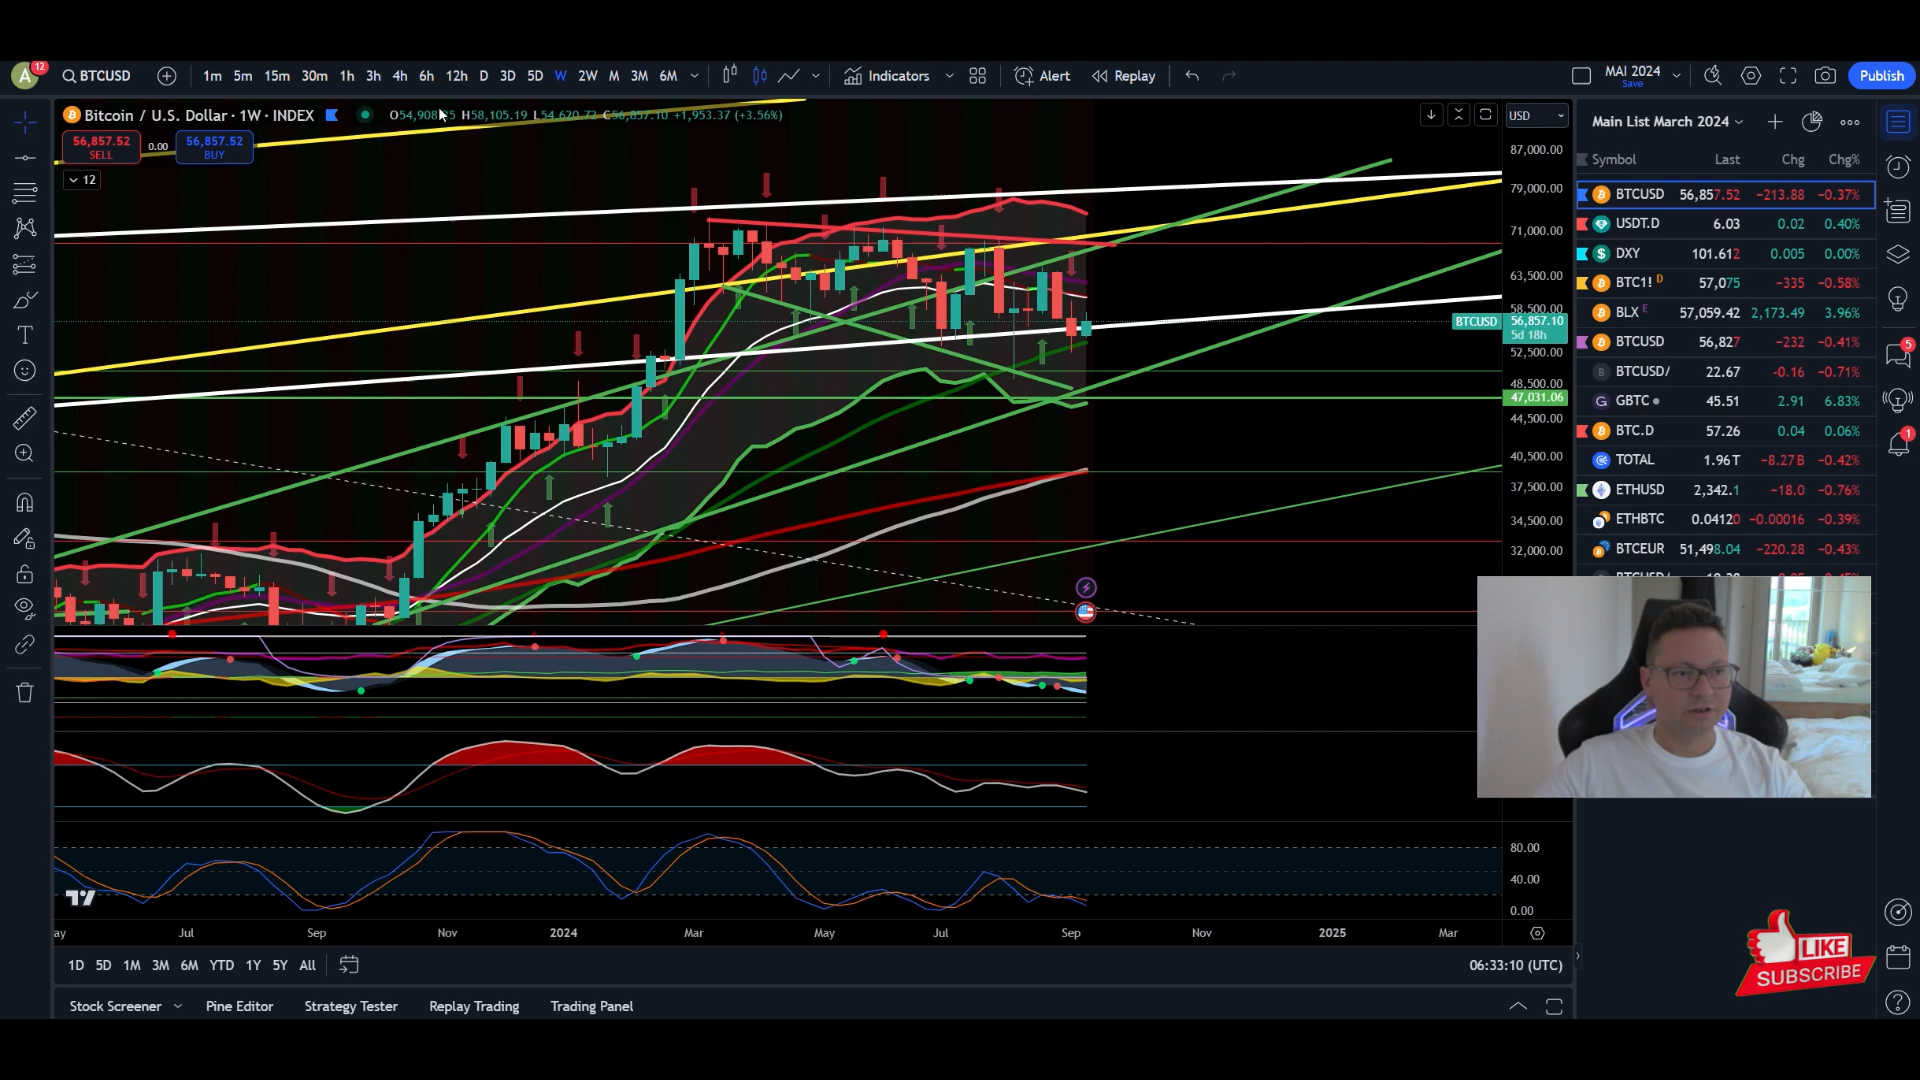 A 12 BTCUSD 1m 5m 15m 30m 1h 3h 4h 6h 12h D 3D 5D W 2W M 3M 6M Indicators Alert Replay MAI 2024 Save Publish
Bitcoin / U.S. Dollar · 1W · INDEX H58,105.19 L54,620.72 C56,857.10 +1,953.37 (+3.56%)
USD
56,857.52 SELL 0.00 56,857.52 BUY
12
87,000.00
79,000.00
71,000.00
63,500.00
58,500.00
BTCUSD 56,857.10
5d 18h
52,500.00
48,500.00
47,031.06
44,500.00
40,500.00
37,500.00
34,500.00
32,000.00
80.00
40.00
0.00
Jul Sep Nov 2024 Mar May Jul Sep Nov 2025 Mar
1D 5D 1M 3M 6M YTD 1Y 5Y All 06:33:10 (UTC)
Stock Screener Pine Editor Strategy Tester Replay Trading Trading Panel
Main List March 2024
Symbol Last Chg Chg%
BTCUSD 56,857.52 −213.88 −0.37%
USDT.D 6.03 0.02 0.40%
DXY 101.612 0.005 0.00%
BTC1! D 57,075 −335 −0.58%
BLX E 57,059.42 2,173.49 3.96%
BTCUSD 56,827 −232 −0.41%
BTCUSD/ 22.67 −0.16 −0.71%
GBTC 45.51 2.91 6.83%
BTC.D 57.26 0.04 0.06%
TOTAL 1.96T −8.27B −0.42%
ETHUSD 2,342.1 −18.0 −0.76%
ETHBTC 0.04120 −0.00016 −0.39%
BTCEUR 51,498.04 −220.28 −0.43%
5
1
LIKE
SUBSCRIBE